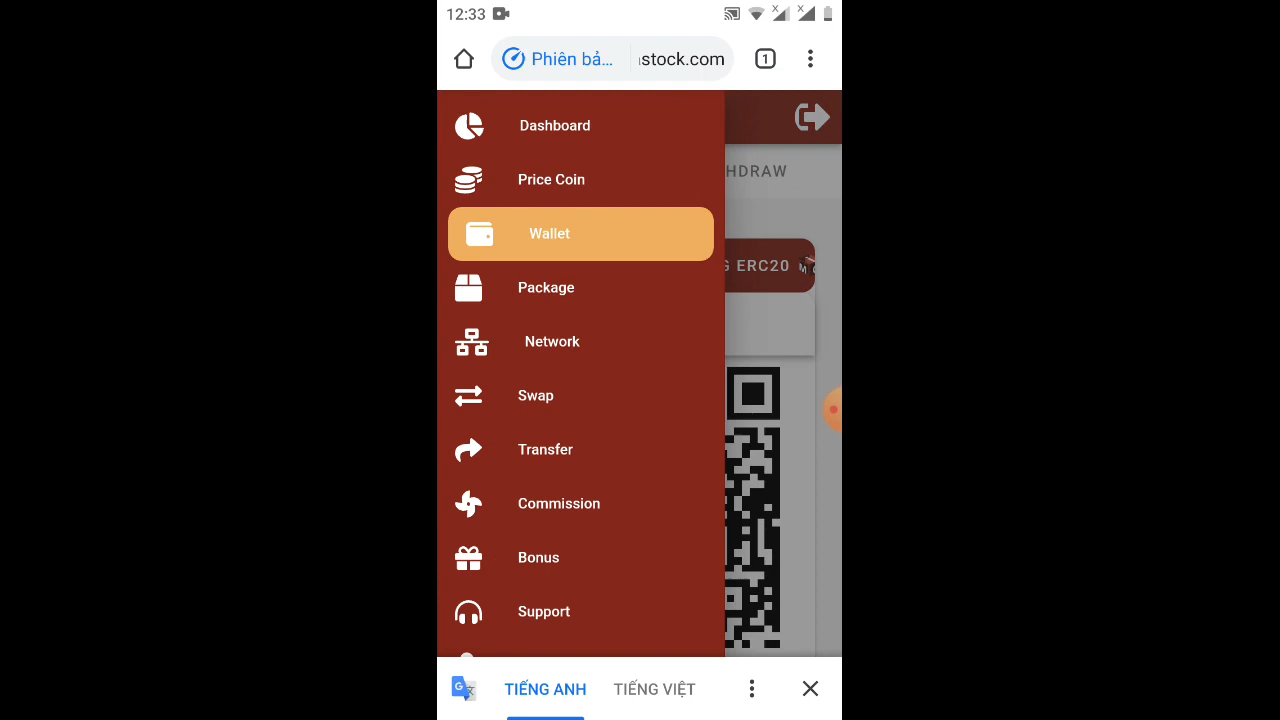 12:33
Phiên bả... stock.com 1
Dashboard
HDRAW
Price Coin
Wallet
ERC20
Package
Network
Swap
Transfer
Commission
Bonus
Support
TIẾNG ANH TIẾNG VIỆT